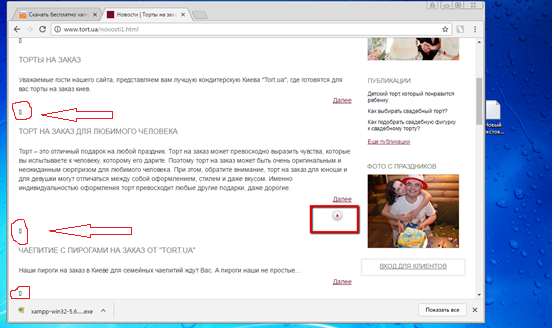 Скачать бесплатно xam
Новости | Торты на зака
www.tort.ua/novosti1.html
ТОРТЫ НА ЗАКАЗ
Уважаемые гости нашего сайта, представляем вам лучшую кондитерскую Киева "Tort.ua", где готовятся для
вас торты на заказ киев.
Далее
ТОРТ НА ЗАКАЗ ДЛЯ ЛЮБИМОГО ЧЕЛОВЕКА
Торт – это отличный подарок на любой праздник. Торт на заказ может превосходно выразить чувства, которые
вы испытываете к человеку, которому его дарите. Поэтому торт на заказ может быть очень оригинальным и
неожиданным сюрпризом для любимого человека. При этом, обратите внимание, торт на заказ для юноши и
для девушки могут отличаться между собой оформлением, стилем и даже вкусом. Именно
индивидуальностью оформления торт превосходит любые другие подарки, даже дорогие.
Далее
ЧАЕПИТИЕ С ПИРОГАМИ НА ЗАКАЗ ОТ "TORT.UA"
Наши пироги на заказ в Киеве для семейных чаепитий ждут Вас. А пироги наши не простые...
Далее
ПУБЛИКАЦИИ
Детский торт который понравится
ребенку
Как выбирать свадебный торт?
Как подобрать свадебную фигурку
к свадебному торту?
Еще публикации
ФОТО С ПРАЗДНИКОВ
ВХОД ДЛЯ КЛИЕНТОВ
Новый
текстов...
xampp-win32-5.6....exe
Показать все